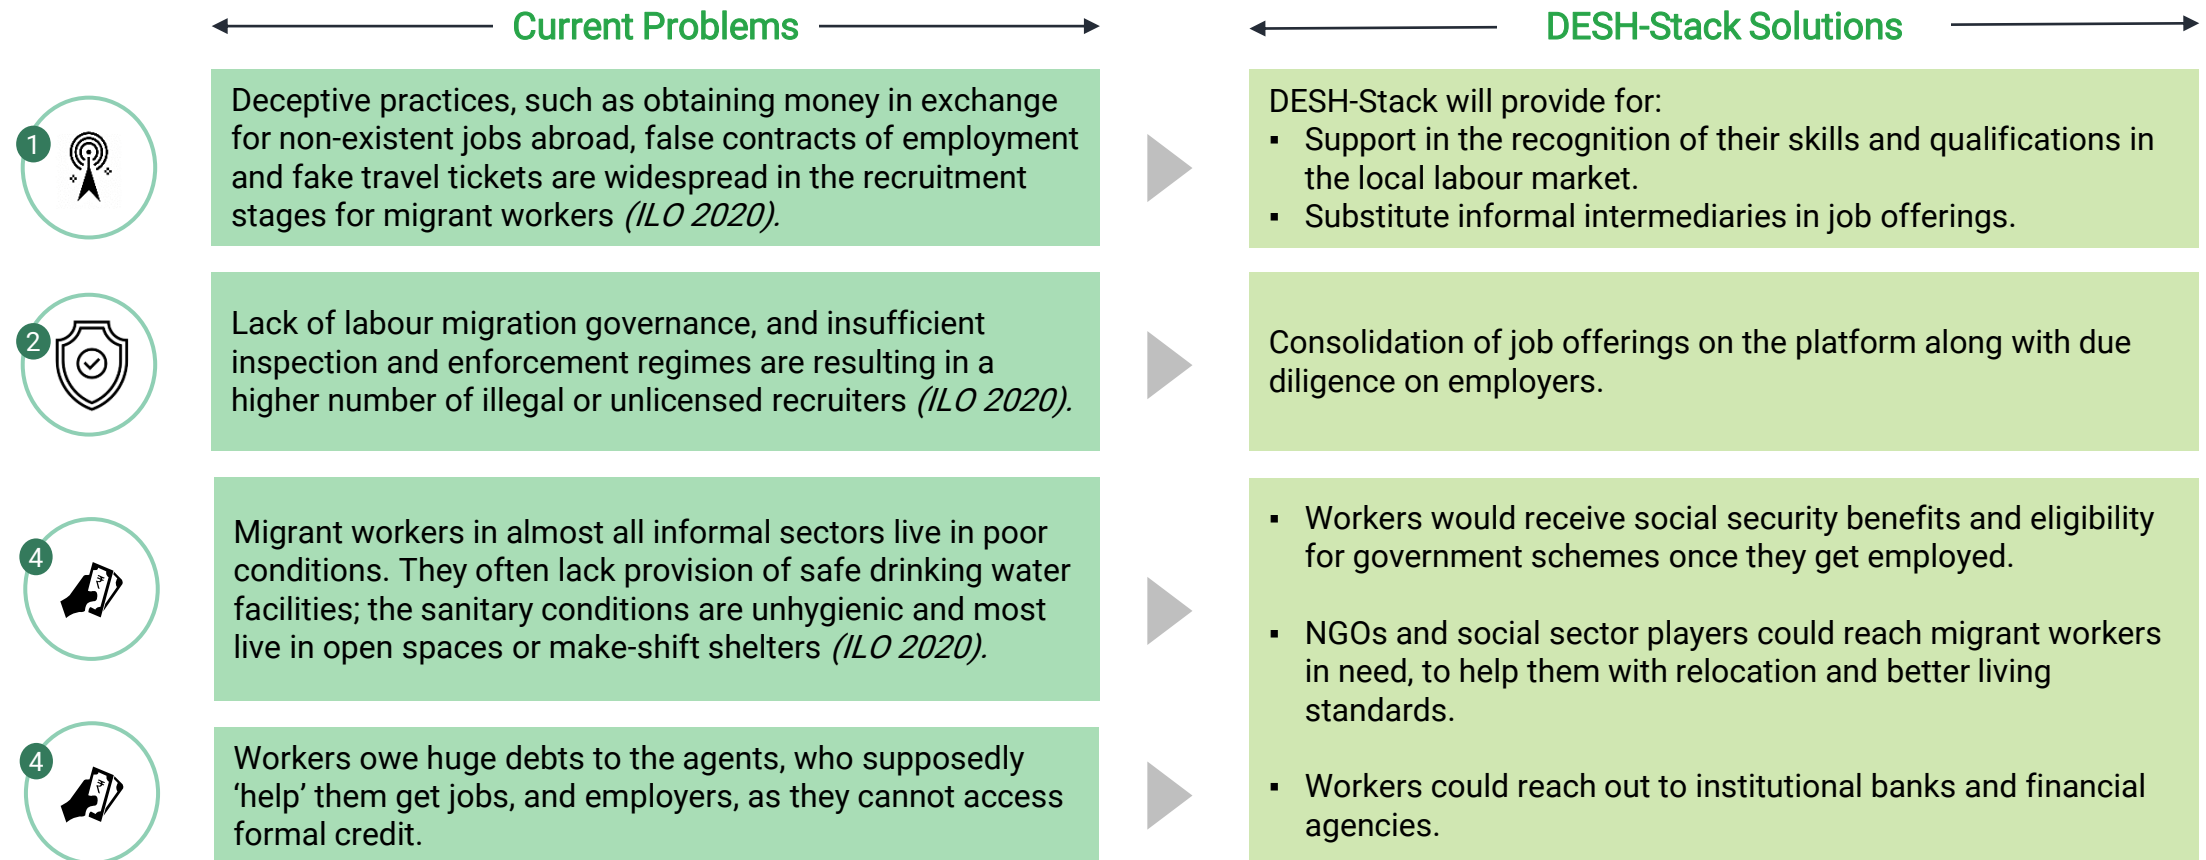 Current Problems
DESH-Stack Solutions
1
Deceptive practices, such as obtaining money in exchange
for non-existent jobs abroad, false contracts of employment
and fake travel tickets are widespread in the recruitment
stages for migrant workers (ILO 2020).
DESH-Stack will provide for:
▪ Support in the recognition of their skills and qualifications in
the local labour market.
▪ Substitute informal intermediaries in job offerings.
2
Lack of labour migration governance, and insufficient
inspection and enforcement regimes are resulting in a
higher number of illegal or unlicensed recruiters (ILO 2020).
Consolidation of job offerings on the platform along with due
diligence on employers.
4
₹
Migrant workers in almost all informal sectors live in poor
conditions. They often lack provision of safe drinking water
facilities; the sanitary conditions are unhygienic and most
live in open spaces or make-shift shelters (ILO 2020).
4
₹
Workers owe huge debts to the agents, who supposedly
‘help’ them get jobs, and employers, as they cannot access
formal credit.
▪ Workers would receive social security benefits and eligibility
for government schemes once they get employed.
▪ NGOs and social sector players could reach migrant workers
in need, to help them with relocation and better living
standards.
▪ Workers could reach out to institutional banks and financial
agencies.